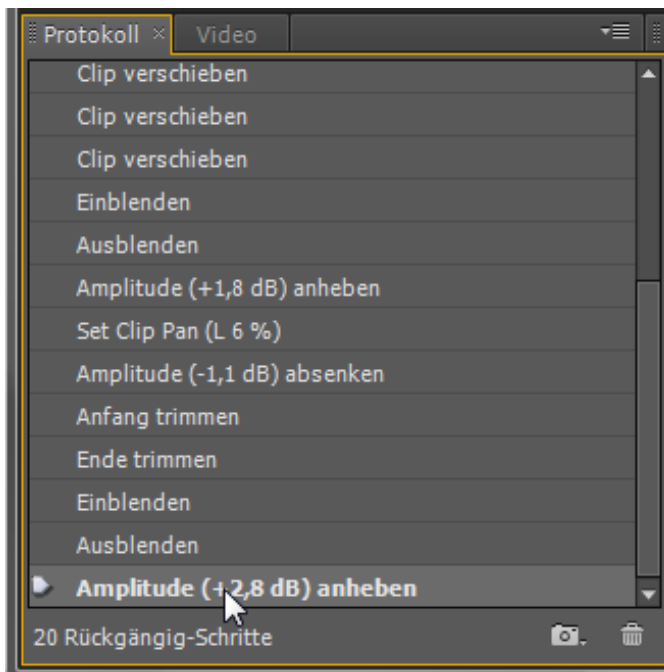 Protokoll × Video
Clip verschieben
Clip verschieben
Clip verschieben
Einblenden
Ausblenden
Amplitude (+1,8 dB) anheben
Set Clip Pan (L 6 %)
Amplitude (-1,1 dB) absenken
Anfang trimmen
Ende trimmen
Einblenden
Ausblenden
Amplitude (+2,8 dB) anheben
20 Rückgängig-Schritte